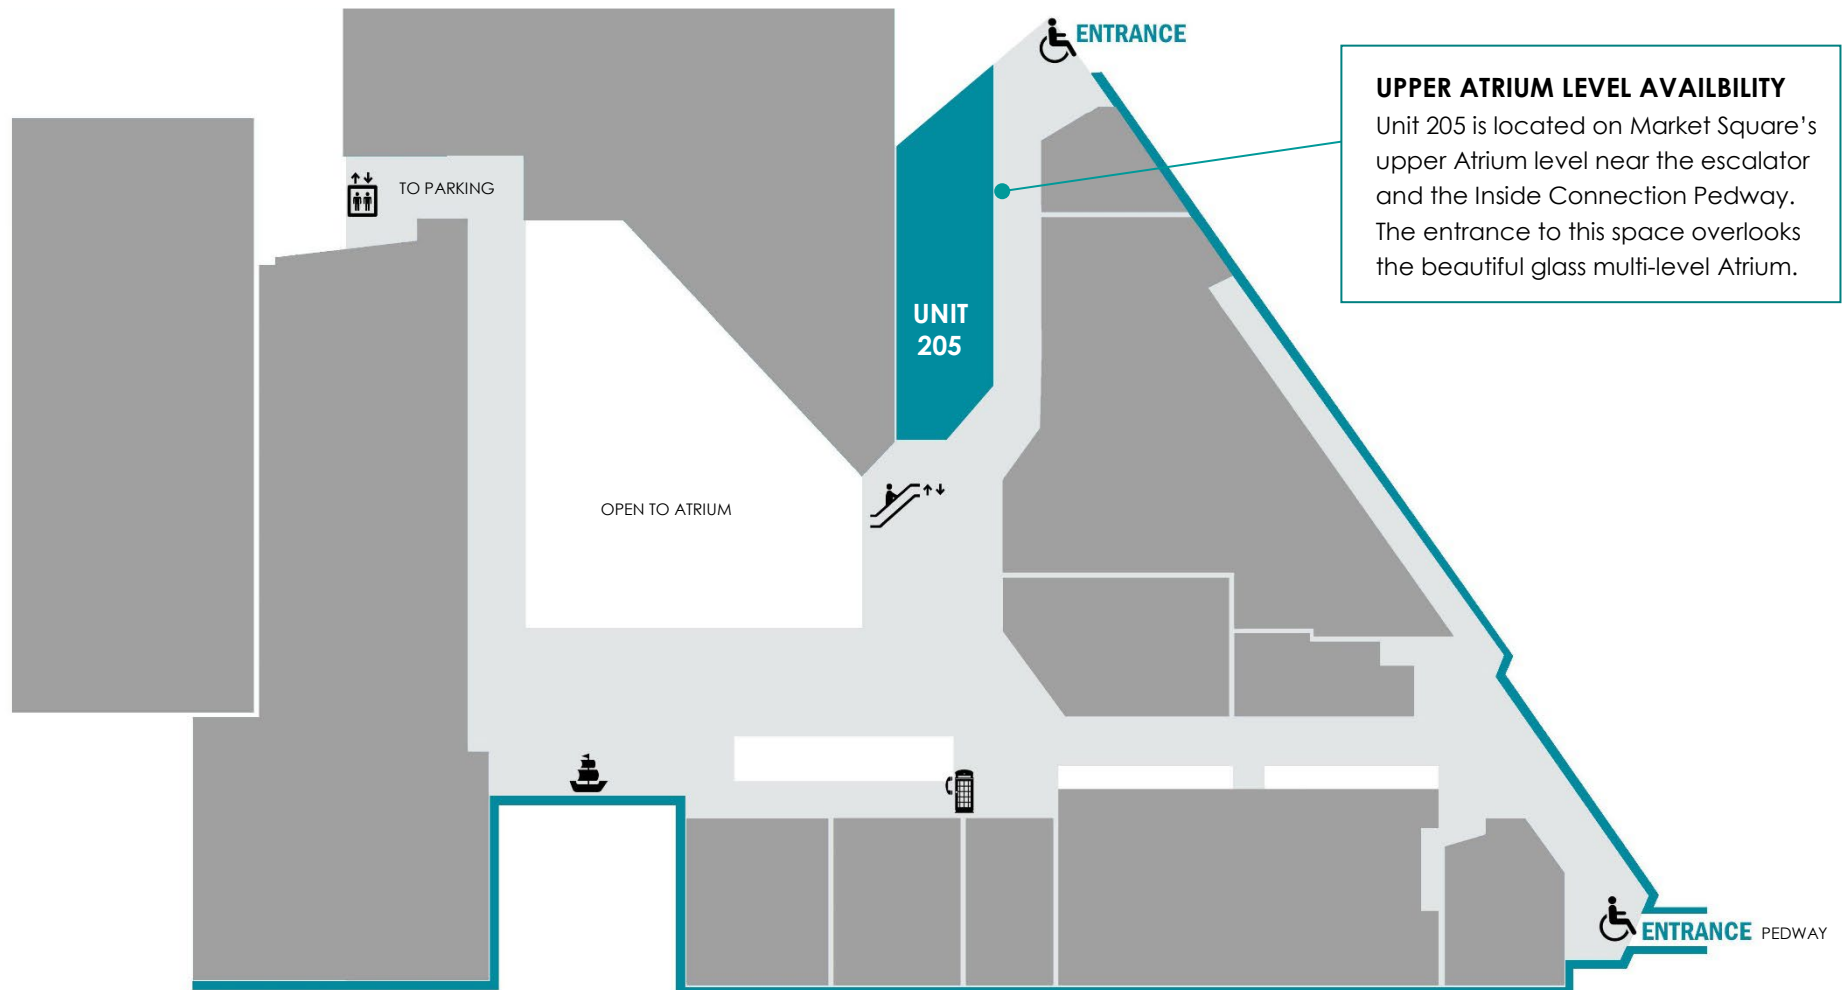 ENTRANCE
UPPER ATRIUM LEVEL AVAILBILITY
Unit 205 is located on Market Square’s
upper Atrium level near the escalator
and the Inside Connection Pedway.
The entrance to this space overlooks
the beautiful glass multi-level Atrium.
TO PARKING
UNIT
205
OPEN TO ATRIUM
ENTRANCE PEDWAY